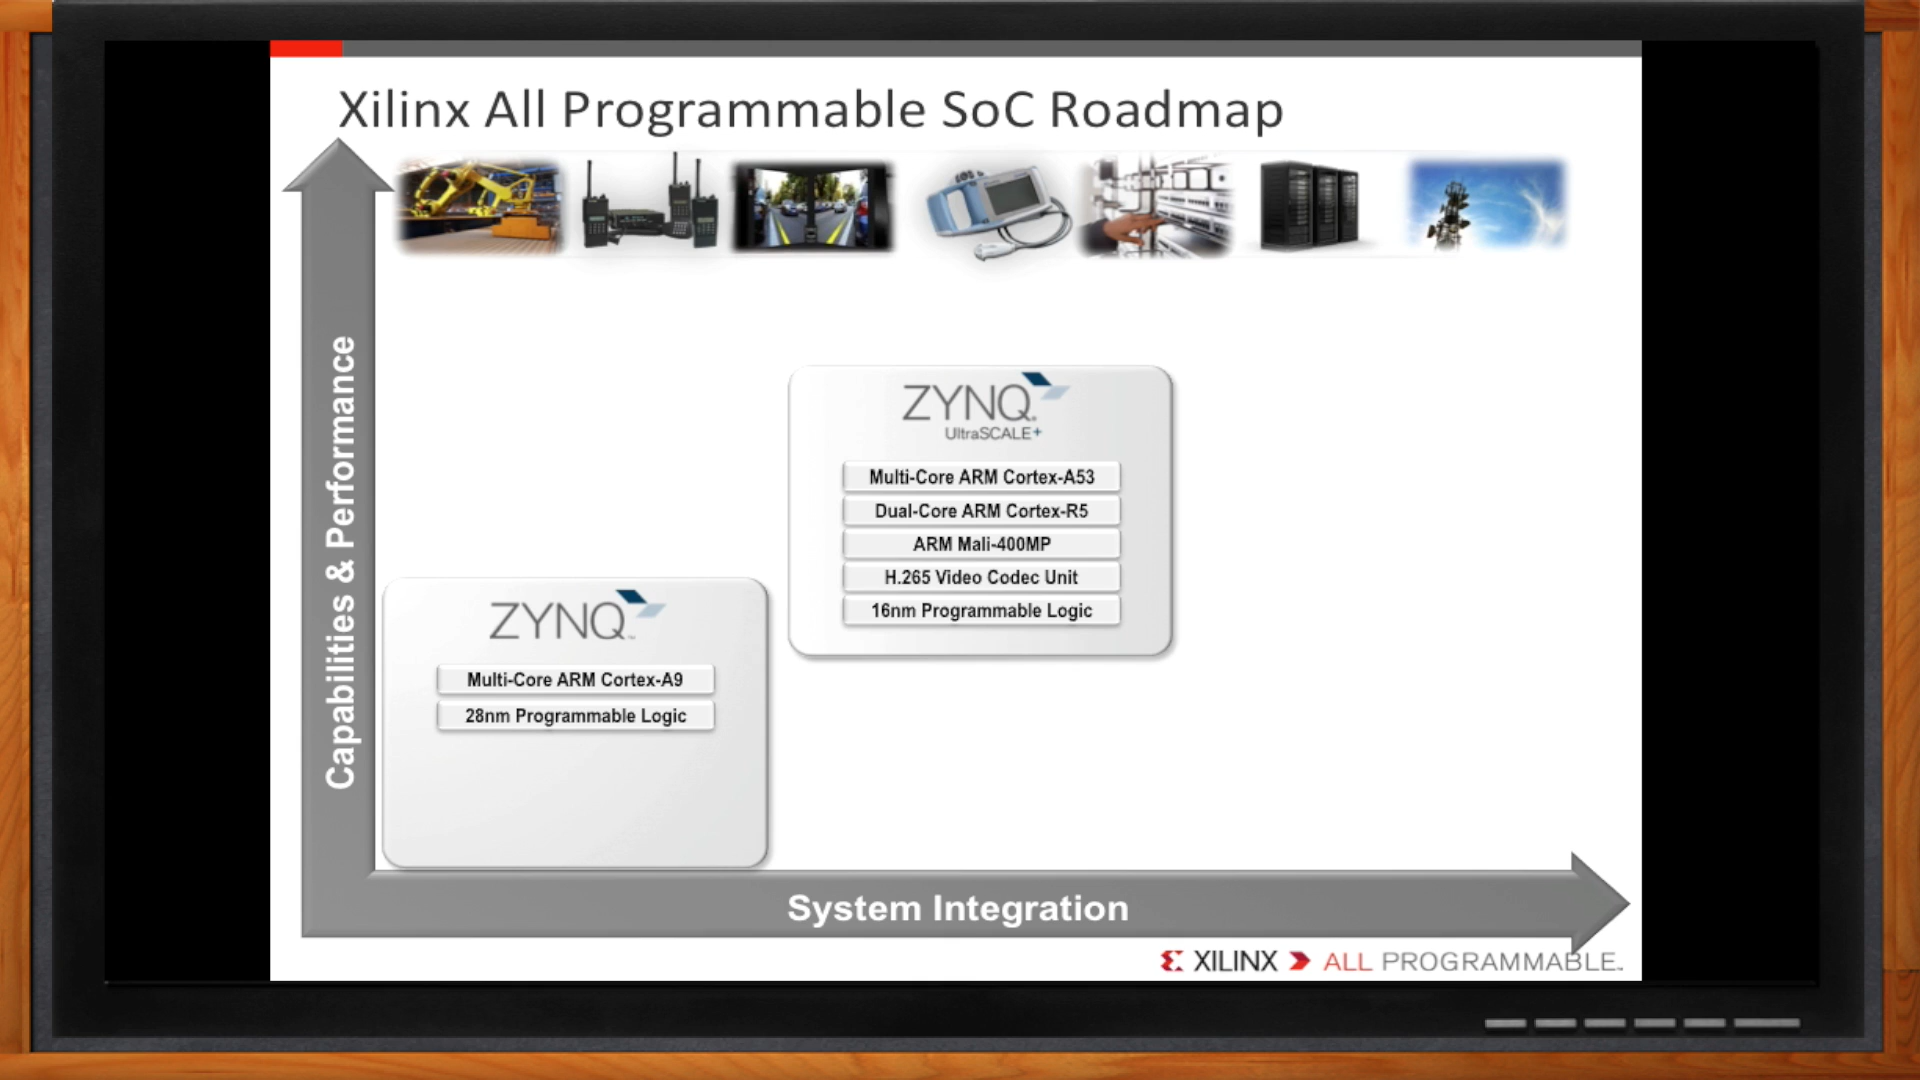 Xilinx All Programmable SoC Roadmap
Capabilities & Performance
ZYNQ
UltraSCALE+
Multi-Core ARM Cortex-A53
Dual-Core ARM Cortex-R5
ARM Mali-400MP
H.265 Video Codec Unit
16nm Programmable Logic
ZYNQ
Multi-Core ARM Cortex-A9
28nm Programmable Logic
System Integration
XILINX ALL PROGRAMMABLE